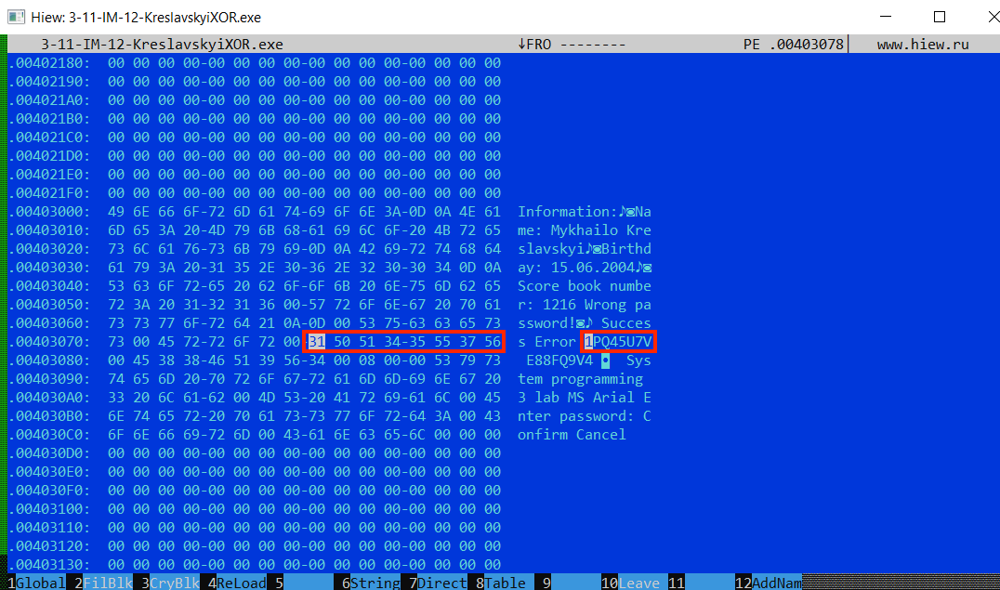 Hiew: 3-11-IM-12-KreslavskyiXOR.exe
3-11-IM-12-KreslavskyiXOR.exe ↓FRO -------- PE .00403078 www.hiew.ru
.00402180: 00 00 00 00-00 00 00 00-00 00 00 00-00 00 00 00
.00402190: 00 00 00 00-00 00 00 00-00 00 00 00-00 00 00 00
.004021A0: 00 00 00 00-00 00 00 00-00 00 00 00-00 00 00 00
.004021B0: 00 00 00 00-00 00 00 00-00 00 00 00-00 00 00 00
.004021C0: 00 00 00 00-00 00 00 00-00 00 00 00-00 00 00 00
.004021D0: 00 00 00 00-00 00 00 00-00 00 00 00-00 00 00 00
.004021E0: 00 00 00 00-00 00 00 00-00 00 00 00-00 00 00 00
.004021F0: 00 00 00 00-00 00 00 00-00 00 00 00-00 00 00 00
.00403000: 49 6E 66 6F-72 6D 61 74-69 6F 6E 3A-0D 0A 4E 61 Information:♪◙Na
.00403010: 6D 65 3A 20-4D 79 6B 68-61 69 6C 6F-20 4B 72 65 me: Mykhailo Kre
.00403020: 73 6C 61 76-73 6B 79 69-0D 0A 42 69-72 74 68 64 slavskyi♪◙Birthd
.00403030: 61 79 3A 20-31 35 2E 30-36 2E 32 30-30 34 0D 0A ay: 15.06.2004♪◙
.00403040: 53 63 6F 72-65 20 62 6F-6F 6B 20 6E-75 6D 62 65 Score book numbe
.00403050: 72 3A 20 31-32 31 36 00-57 72 6F 6E-67 20 70 61 r: 1216 Wrong pa
.00403060: 73 73 77 6F-72 64 21 0A-0D 00 53 75-63 63 65 73 ssword!◙♪ Succes
.00403070: 73 00 45 72-72 6F 72 00-31 50 51 34-35 55 37 56 s Error 1PQ45U7V
.00403080: 00 45 38 38-46 51 39 56-34 00 08 00-00 53 79 73 E88FQ9V4 ◘ Sys
.00403090: 74 65 6D 20-70 72 6F 67-72 61 6D 6D-69 6E 67 20 tem programming
.004030A0: 33 20 6C 61-62 00 4D 53-20 41 72 69-61 6C 00 45 3 lab MS Arial E
.004030B0: 6E 74 65 72-20 70 61 73-73 77 6F 72-64 3A 00 43 nter password: C
.004030C0: 6F 6E 66 69-72 6D 00 43-61 6E 63 65-6C 00 00 00 onfirm Cancel
.004030D0: 00 00 00 00-00 00 00 00-00 00 00 00-00 00 00 00
.004030E0: 00 00 00 00-00 00 00 00-00 00 00 00-00 00 00 00
.004030F0: 00 00 00 00-00 00 00 00-00 00 00 00-00 00 00 00
.00403100: 00 00 00 00-00 00 00 00-00 00 00 00-00 00 00 00
.00403110: 00 00 00 00-00 00 00 00-00 00 00 00-00 00 00 00
.00403120: 00 00 00 00-00 00 00 00-00 00 00 00-00 00 00 00
.00403130: 00 00 00 00-00 00 00 00-00 00 00 00-00 00 00 00
1Global 2FilBlk 3CryBlk 4ReLoad 5 6String 7Direct 8Table 9 10Leave 11 12AddNam